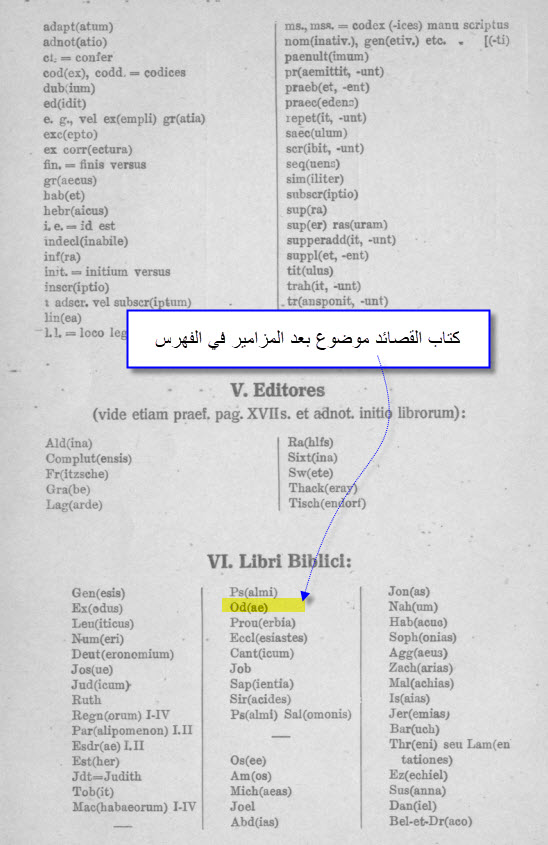 adapt(atum)
adnot(atio)
cf. = confer
cod(ex), codd. = codices
dub(ium)
ed(idit)
e. g., vel ex(empli) gr(atia)
exc(epto)
ex corr(ectura)
fin. = finis versus
gr(aecus)
hab(et)
hebr(aicus)
i. e. = id est
indecl(inabile)
inf(ra)
init. = initium versus
inscr(iptio)
adscr. vel subscr(iptum)
lin(ea)
l. l. = loco leg
ms., mss. = codex (-ices) manu scriptus
nom(inativ.), gen(etiv.) etc. [(-ti)
paenult(imum)
pr(aemittit, -unt)
praeb(et, -ent)
praec(edens)
repet(it, -unt)
saec(ulum)
scr(ibit, -unt)
seq(uens)
sim(iliter)
subscr(iptio)
sup(ra)
sup(er) ras(uram)
supperadd(it, -unt)
suppl(et, -ent)
tit(ulus)
trah(it, -unt)
tr(ansponit, -unt)
كتاب القصائد موضوع بعد المزامير في الفهرس
V. Editores
(vide etiam praef. pag. XVIIs. et adnot. initio librorum):
Ald(ina)
Complut(ensis)
Fr(itzsche)
Gra(be)
Lag(arde)
Ra(hlfs)
Sixt(ina)
Sw(ete)
Thack(eray)
Tisch(endorf)
VI. Libri Biblici:
Gen(esis)
Ex(odus)
Leu(iticus)
Num(eri)
Deut(eronomium)
Jos(ue)
Jud(icum)
Ruth
Regn(orum) I-IV
Par(alipomenon) I.II
Esdr(ae) I.II
Est(her)
Jdt=Judith
Tob(it)
Mac(habaeorum) I-IV
Ps(almi)
Od(ae)
Prou(erbia)
Eccl(esiastes)
Cant(icum)
Job
Sap(ientia)
Sir(acides)
Ps(almi) Sal(omonis)
Os(ee)
Am(os)
Mich(aeas)
Joel
Abd(ias)
Jon(as)
Nah(um)
Hab(acuc)
Soph(onias)
Agg(aeus)
Zach(arias)
Mal(achias)
Is(aias)
Jer(emias)
Bar(uch)
Thr(eni) seu Lam(en
tationes)
Ez(echiel)
Sus(anna)
Dan(iel)
Bel-et-Dr(aco)